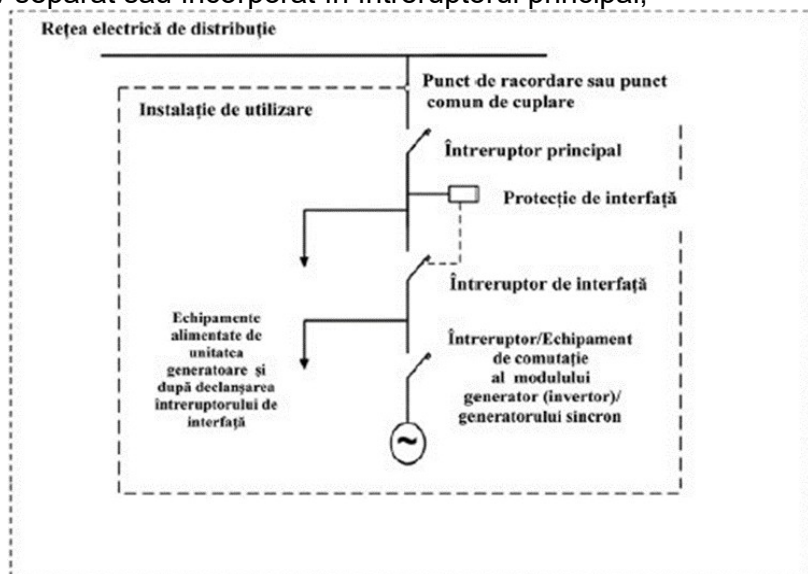 separat sau încorporat în întreruptorul principal,
Rețea electrică de distribuție
Punct de racordare sau punct
comun de cuplare
Instalație de utilizare
Întreruptor principal
Protecție de interfață
Întreruptor de interfață
Echipamente
alimentate de
unitatea
generatoare și
după declanșarea
întreruptorului de
interfață
Întreruptor/Echipament
de comutație
al modulului
generator (invertor)/
generatorului sincron
~